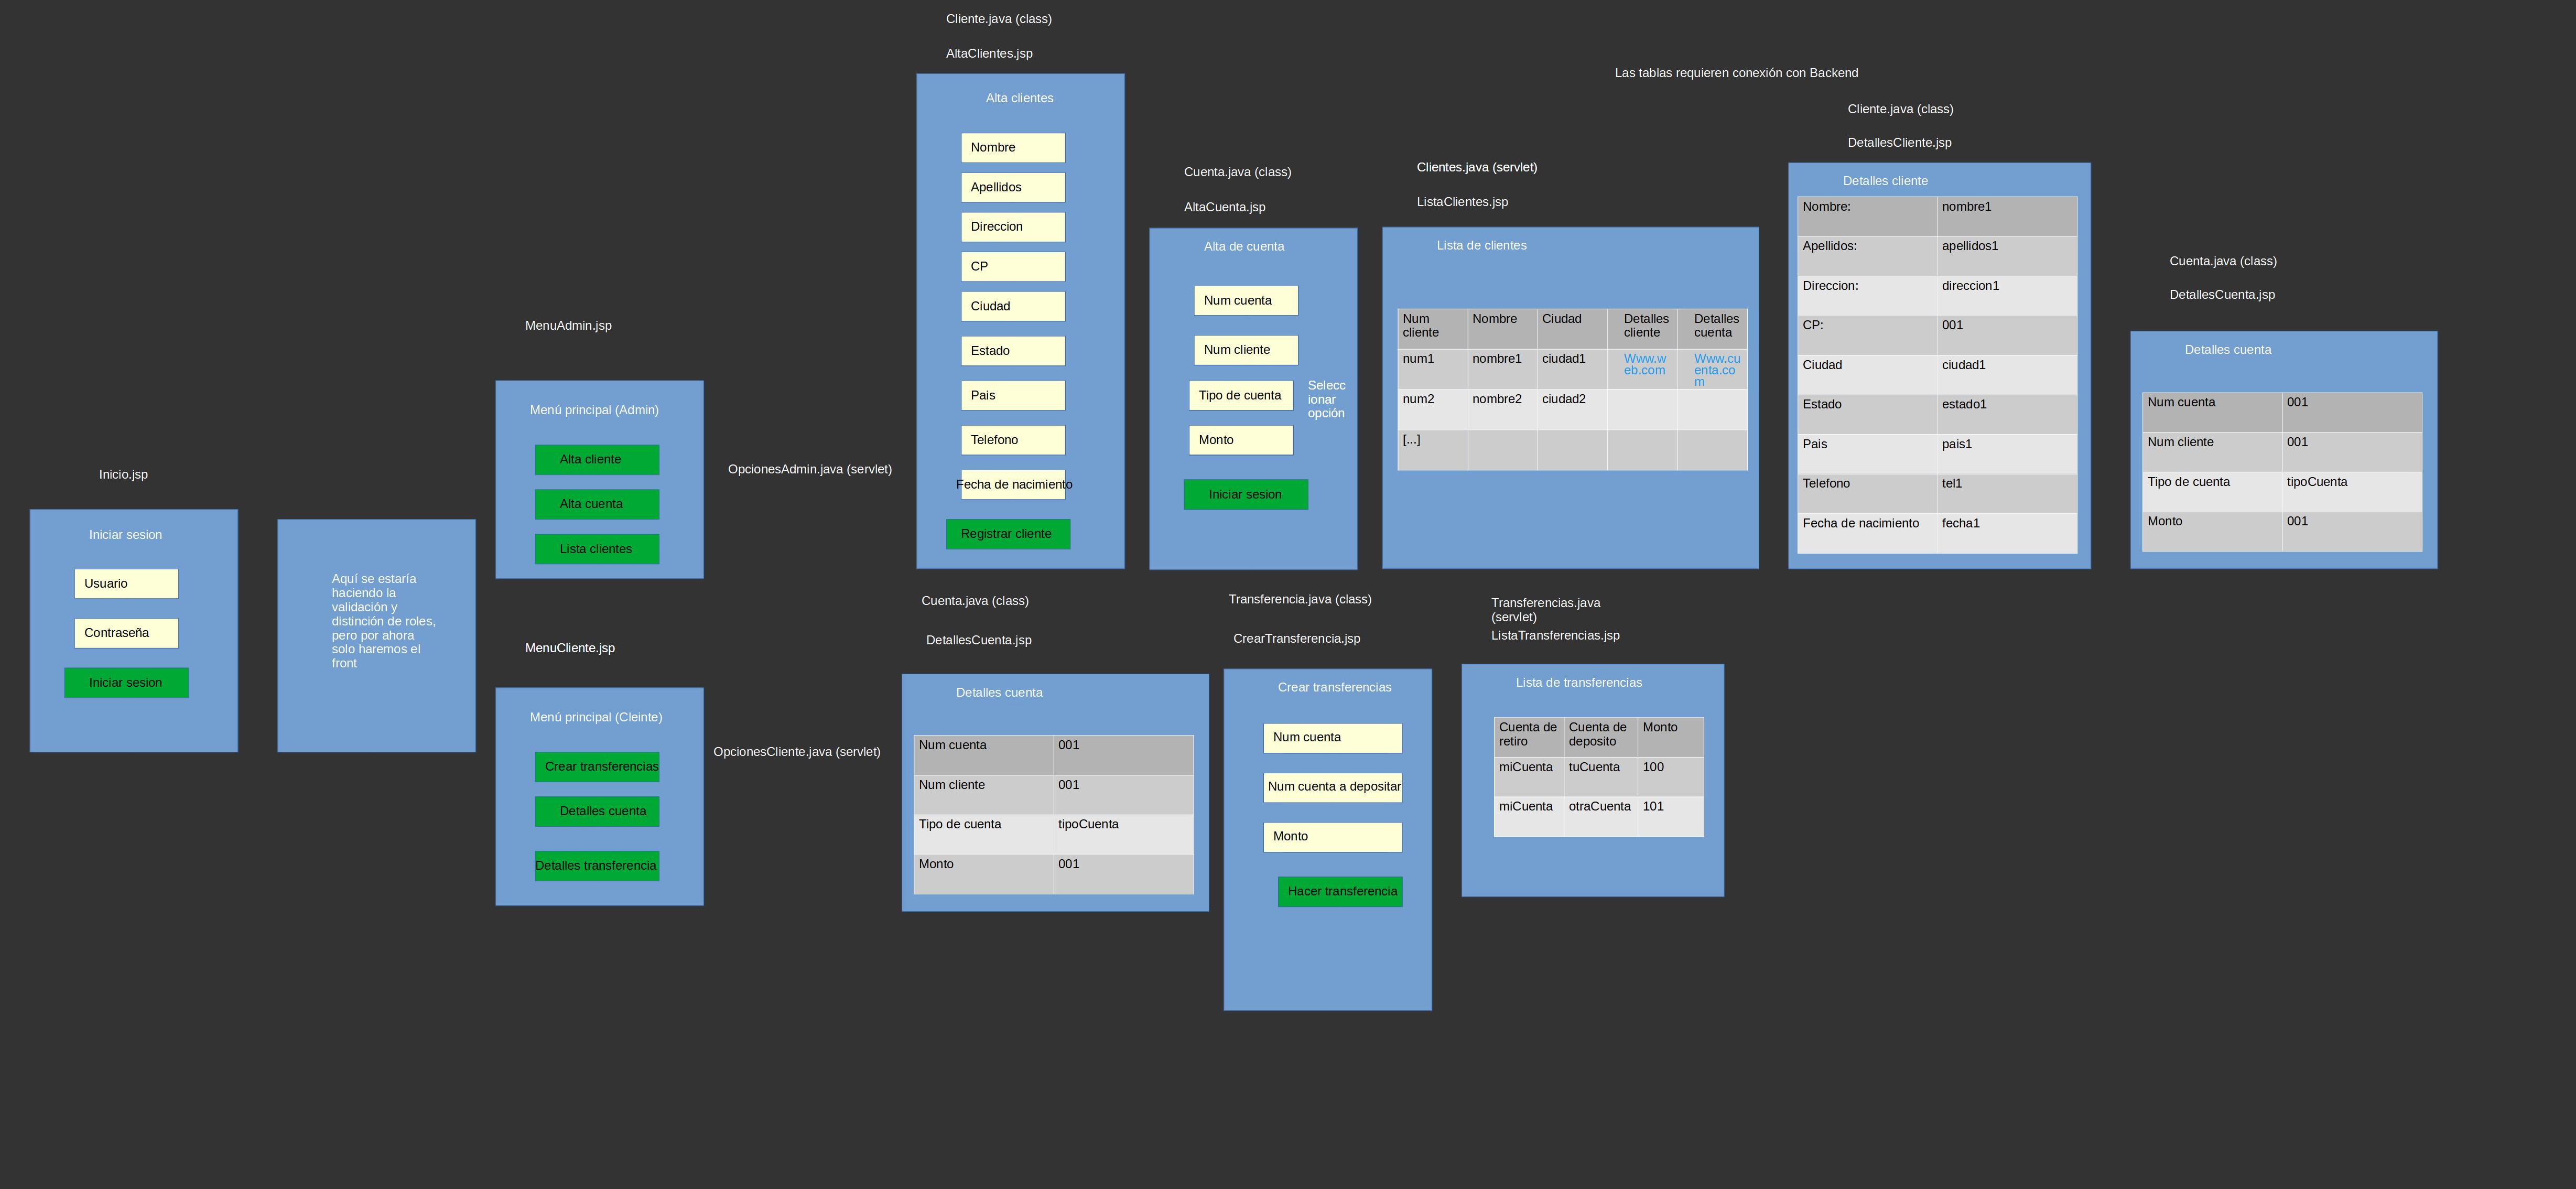 Inicio.jsp
Iniciar sesion
Usuario
Contraseña
Iniciar sesion
Aquí se estaría
haciendo la
validación y
distinción de roles,
pero por ahora
solo haremos el
front
MenuAdmin.jsp
Menú principal (Admin)
Alta cliente
Alta cuenta
Lista clientes
OpcionesAdmin.java (servlet)
Cliente.java (class)
AltaClientes.jsp
Alta clientes
Nombre
Apellidos
Direccion
CP
Ciudad
Estado
Pais
Telefono
Fecha de nacimiento
Registrar cliente
Cuenta.java (class)
AltaCuenta.jsp
Alta de cuenta
Num cuenta
Num cliente
Tipo de cuenta
Selecc
ionar
opción
Monto
Iniciar sesion
Las tablas requieren conexión con Backend
Clientes.java (servlet)
ListaClientes.jsp
Lista de clientes
Num
cliente
Nombre
Ciudad
Detalles
cliente
Detalles
cuenta
num1
nombre1
ciudad1
Www.w
eb.com
Www.cu
enta.co
m
num2
nombre2
ciudad2
[...]
Cliente.java (class)
DetallesCliente.jsp
Detalles cliente
Nombre: nombre1
Apellidos: apellidos1
Direccion: direccion1
CP: 001
Ciudad ciudad1
Estado estado1
Pais pais1
Telefono tel1
Fecha de nacimiento fecha1
Cuenta.java (class)
DetallesCuenta.jsp
Detalles cuenta
Num cuenta 001
Num cliente 001
Tipo de cuenta tipoCuenta
Monto 001
MenuCliente.jsp
Menú principal (Cleinte)
Crear transferencias
Detalles cuenta
Detalles transferencia
OpcionesCliente.java (servlet)
Cuenta.java (class)
DetallesCuenta.jsp
Detalles cuenta
Num cuenta 001
Num cliente 001
Tipo de cuenta tipoCuenta
Monto 001
Transferencia.java (class)
CrearTransferencia.jsp
Crear transferencias
Num cuenta
Num cuenta a depositar
Monto
Hacer transferencia
Transferencias.java
(servlet)
ListaTransferencias.jsp
Lista de transferencias
Cuenta de
retiro
Cuenta de
deposito
Monto
miCuenta tuCuenta 100
miCuenta otraCuenta 101